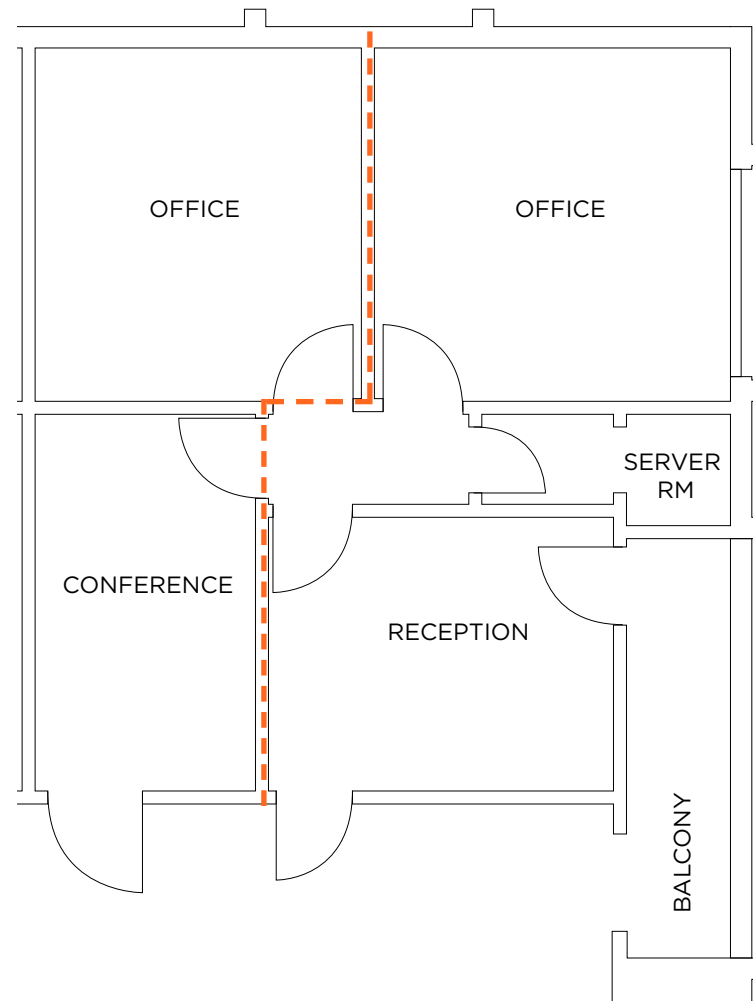 OFFICE
OFFICE
SERVER
RM
CONFERENCE
RECEPTION
BALCONY